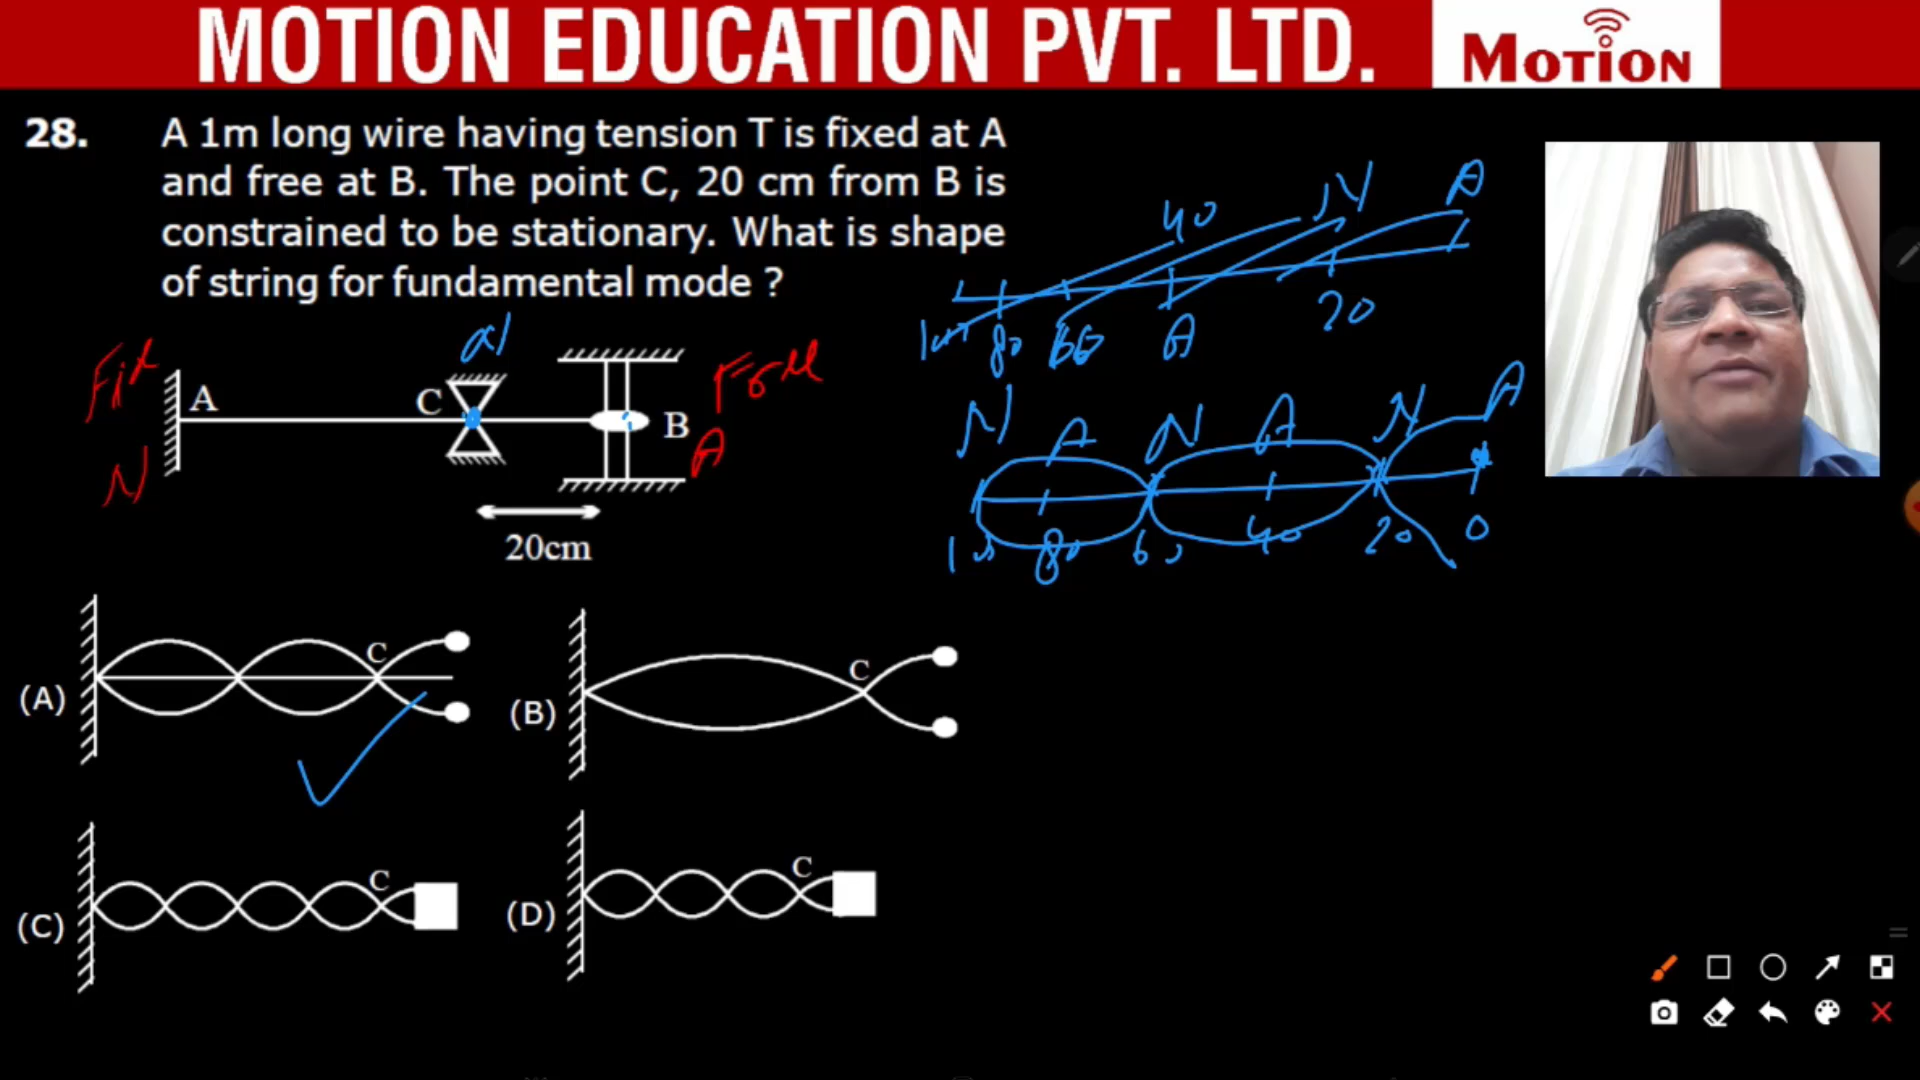 MOTION EDUCATION PVT. LTD.
MOTION
28. A 1m long wire having tension T is fixed at A
and free at B. The point C, 20 cm from B is
constrained to be stationary. What is shape
of string for fundamental mode ?
40 N A
80 60 A 20
Fix
A C B
Free
N A
20cm
N A N A N A
80 60 40 20 0
(A) C
(B) C
(C) C
(D) C